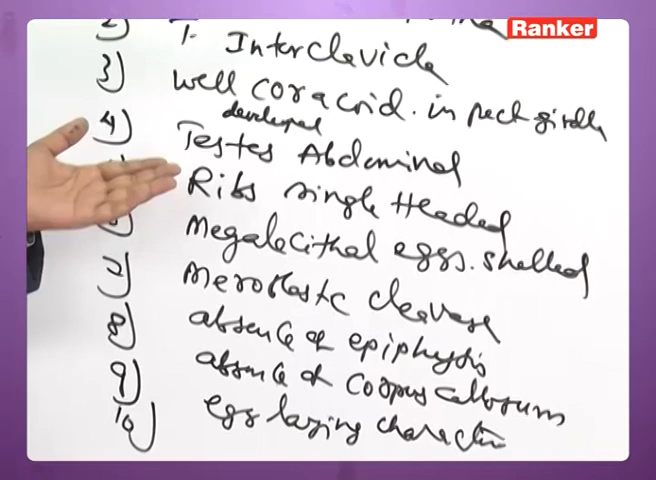 Ranker
2)
T- Interclavicle
3) well coracoid. in pect girdle
developed
4) Testes Abdominal
Ribs single Headed
Megalecithal eggs. shelled
7) Meroblastic cleavage
8) absence of epiphysis
9) absence of Corpus Callosum
10) egg laying character